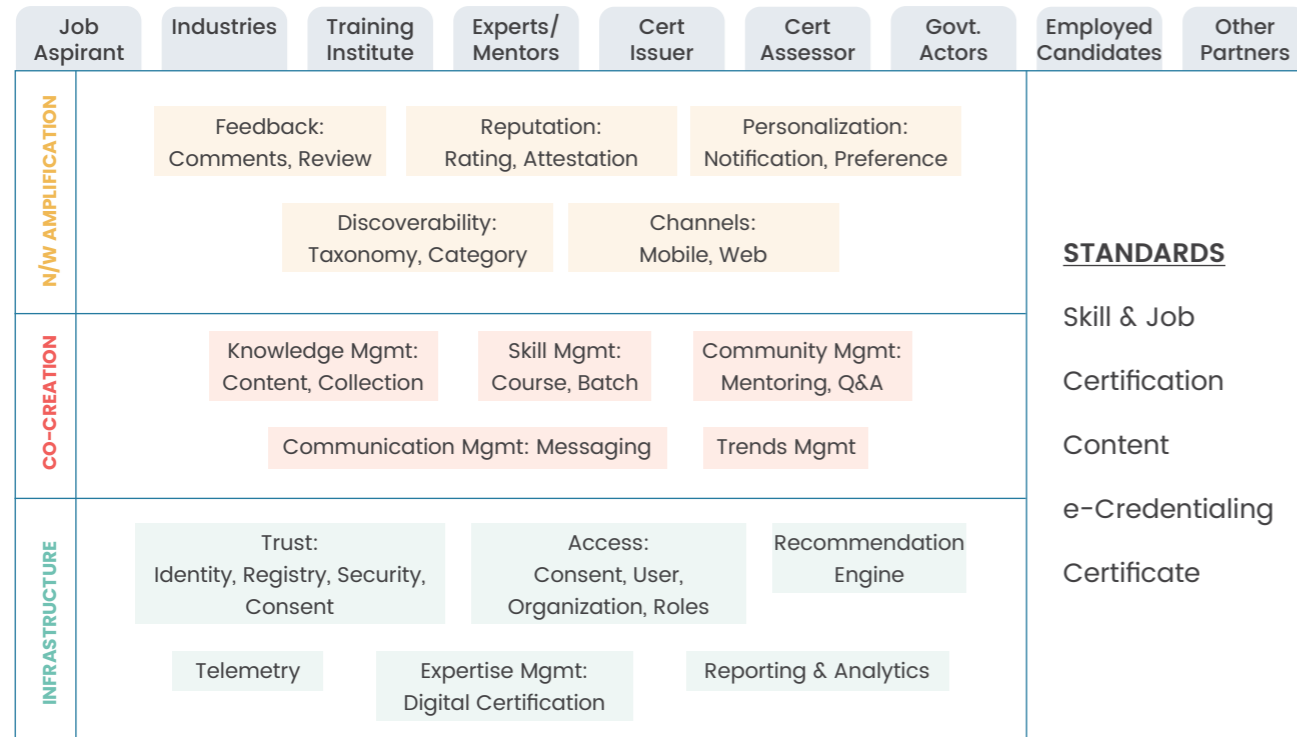 Job
Aspirant
Industries
Training
Institute
Experts/
Mentors
Cert
Issuer
Cert
Assessor
Govt.
Actors
Employed
Candidates
Other
Partners
N/W AMPLIFICATION
Feedback:
Comments, Review
Reputation:
Rating, Attestation
Personalization:
Notification, Preference
Discoverability:
Taxonomy, Category
Channels:
Mobile, Web
CO-CREATION
Knowledge Mgmt:
Content, Collection
Skill Mgmt:
Course, Batch
Community Mgmt:
Mentoring, Q&A
Communication Mgmt: Messaging
Trends Mgmt
INFRASTRUCTURE
Trust:
Identity, Registry, Security,
Consent
Access:
Consent, User,
Organization, Roles
Recommendation
Engine
Telemetry
Expertise Mgmt:
Digital Certification
Reporting & Analytics
STANDARDS
Skill & Job
Certification
Content
e-Credentialing
Certificate